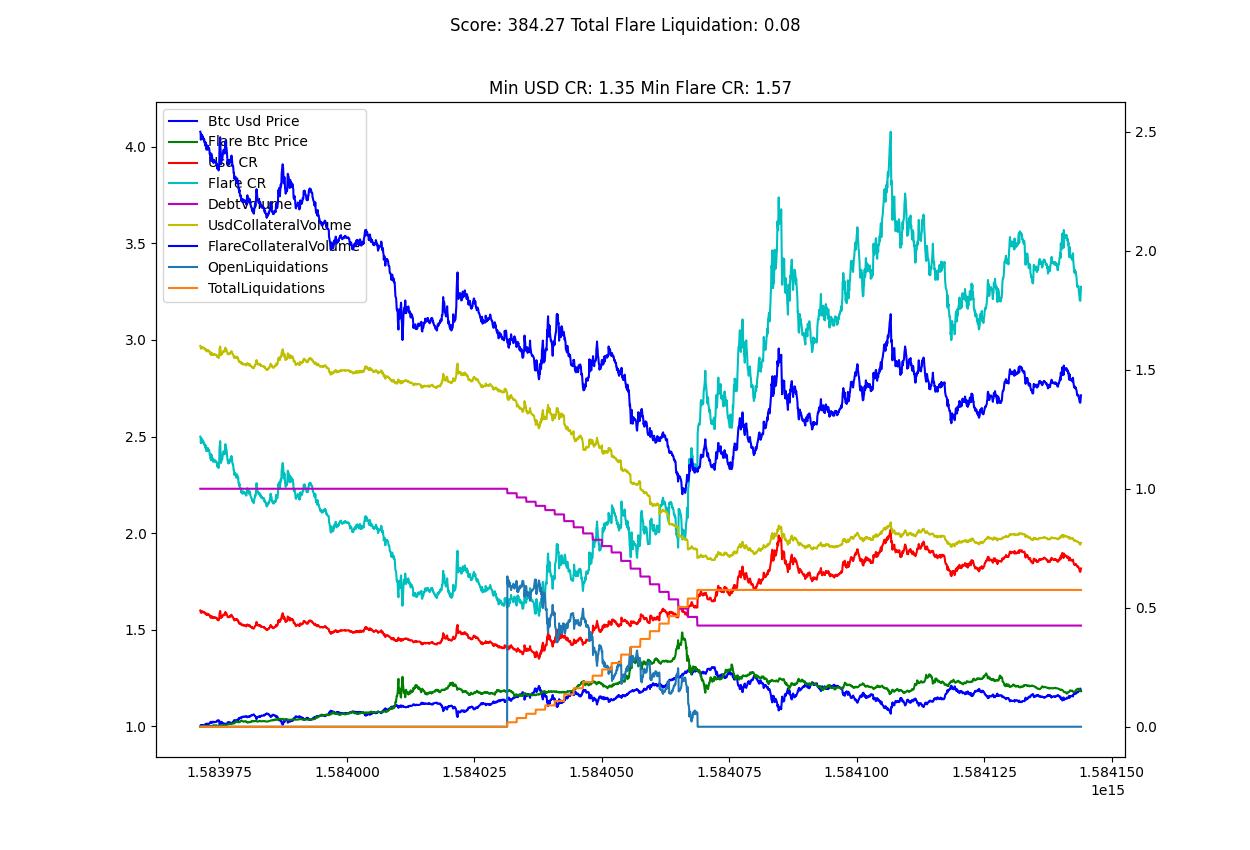 Score: 384.27 Total Flare Liquidation: 0.08
Min USD CR: 1.35 Min Flare CR: 1.57
Btc Usd Price
Flare Btc Price
Usd CR
Flare CR
DebtVolume
UsdCollateralVolume
FlareCollateralVolume
OpenLiquidations
TotalLiquidations
4.0
3.5
3.0
2.5
2.0
1.5
1.0
2.5
2.0
1.5
1.0
0.5
0.0
1.583975 1.584000 1.584025 1.584050 1.584075 1.584100 1.584125 1.584150
1e15